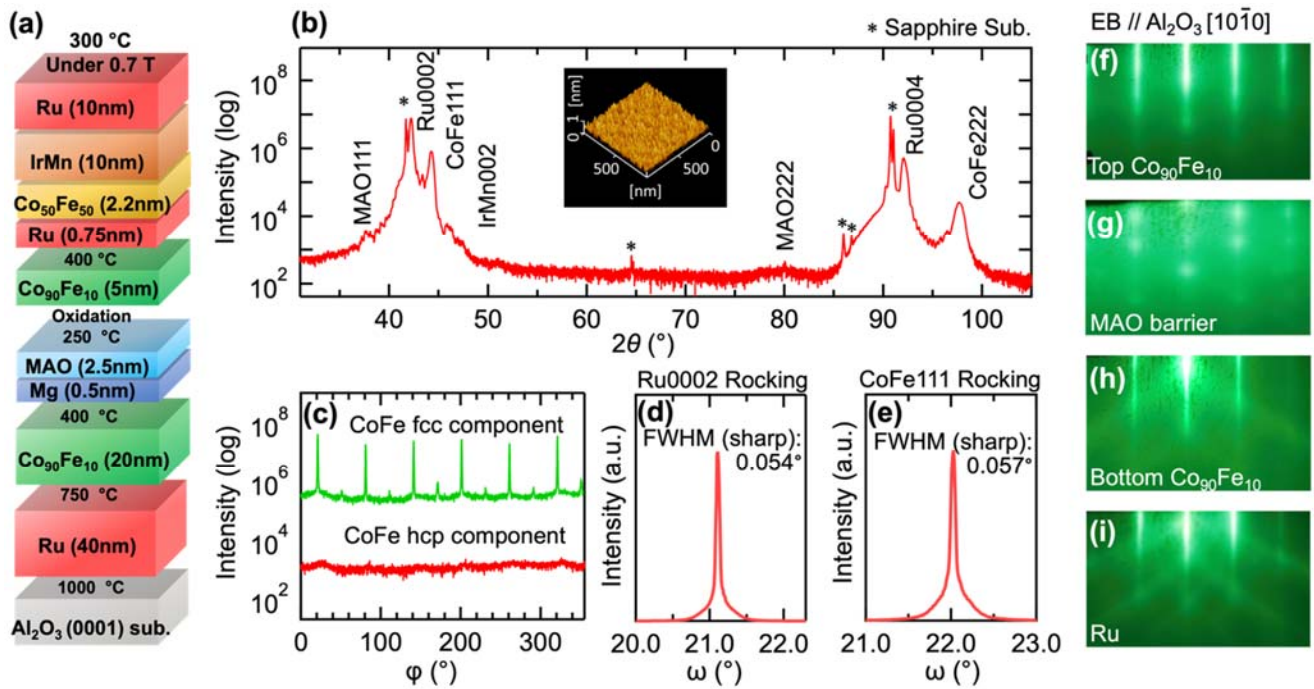 (a)
300 °C
Under 0.7 T
Ru (10nm)
IrMn (10nm)
Co50Fe50 (2.2nm)
Ru (0.75nm)
400 °C
Co90Fe10 (5nm)
Oxidation
250 °C
MAO (2.5nm)
Mg (0.5nm)
400 °C
Co90Fe10 (20nm)
750 °C
Ru (40nm)
1000 °C
Al2O3 (0001) sub.
(b)
* Sapphire Sub.
Intensity (log)
10^8
10^6
10^4
10^2
MAO111
*
Ru0002
CoFe111
IrMn002
*
MAO222
*
*
*
Ru0004
CoFe222
0 1 [nm]
500
[nm]
500
0
40
50
60
70
80
90
100
2θ (°)
(c)
Intensity (log)
10^8
10^6
10^4
10^2
CoFe fcc component
CoFe hcp component
0
100
200
300
φ (°)
Ru0002 Rocking
(d)
FWHM (sharp):
0.054°
Intensity (a.u.)
20.0
21.0
22.0
ω (°)
CoFe111 Rocking
(e)
FWHM (sharp):
0.057°
Intensity (a.u.)
21.0
22.0
23.0
ω (°)
EB // Al2O3 [101̄0]
(f)
Top Co90Fe10
(g)
MAO barrier
(h)
Bottom Co90Fe10
(i)
Ru